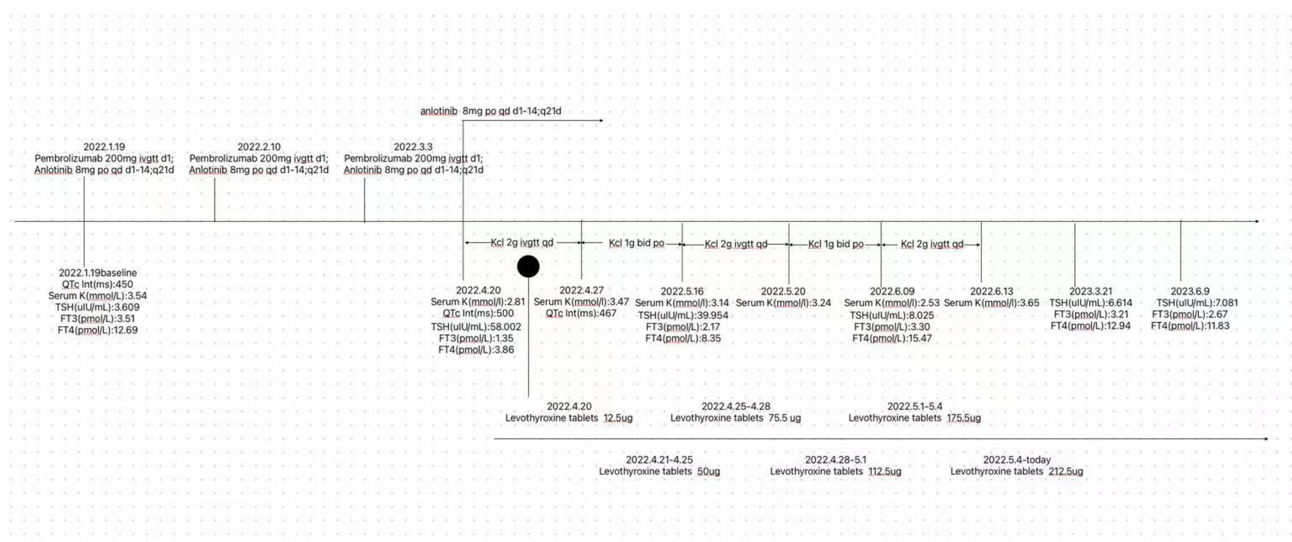 anlotinib 8mg po qd d1-14;q21d
2022.1.19
Pembrolizumab 200mg ivgtt d1;
Anlotinib 8mg po qd d1-14;q21d
2022.2.10
Pembrolizumab 200mg ivgtt d1;
Anlotinib 8mg po qd d1-14;q21d
2022.3.3
Pembrolizumab 200mg ivgtt d1;
Anlotinib 8mg po qd d1-14;q21d
Kcl 2g ivgtt qd
Kcl 1g bid po
Kcl 2g ivgtt qd
Kcl 1g bid po
Kcl 2g ivgtt qd
2022.1.19baseline
QTc Int(ms):450
Serum K(mmol/L):3.54
TSH(uIU/mL):3.609
FT3(pmol/L):3.51
FT4(pmol/L):12.69
2022.4.20
Serum K(mmol/l):2.81
QTc Int(ms):500
TSH(uIU/mL):58.002
FT3(pmol/L):1.35
FT4(pmol/L):3.86
2022.4.27
Serum K(mmol/l):3.47
QTc Int(ms):467
2022.5.16
Serum K(mmol/l):3.14
TSH(uIU/mL):39.954
FT3(pmol/L):2.17
FT4(pmol/L):8.35
2022.5.20
Serum K(mmol/l):3.24
2022.6.09
Serum K(mmol/l):2.53
TSH(uIU/mL):8.025
FT3(pmol/L):3.30
FT4(pmol/L):15.47
2022.6.13
Serum K(mmol/l):3.65
2023.3.21
TSH(uIU/mL):6.614
FT3(pmol/L):3.21
FT4(pmol/L):12.94
2023.6.9
TSH(uIU/mL):7.081
FT3(pmol/L):2.67
FT4(pmol/L):11.83
2022.4.20
Levothyroxine tablets 12.5ug
2022.4.25-4.28
Levothyroxine tablets 75.5 ug
2022.5.1-5.4
Levothyroxine tablets 175.5ug
2022.4.21-4.25
Levothyroxine tablets 50ug
2022.4.28-5.1
Levothyroxine tablets 112.5ug
2022.5.4-today
Levothyroxine tablets 212.5ug